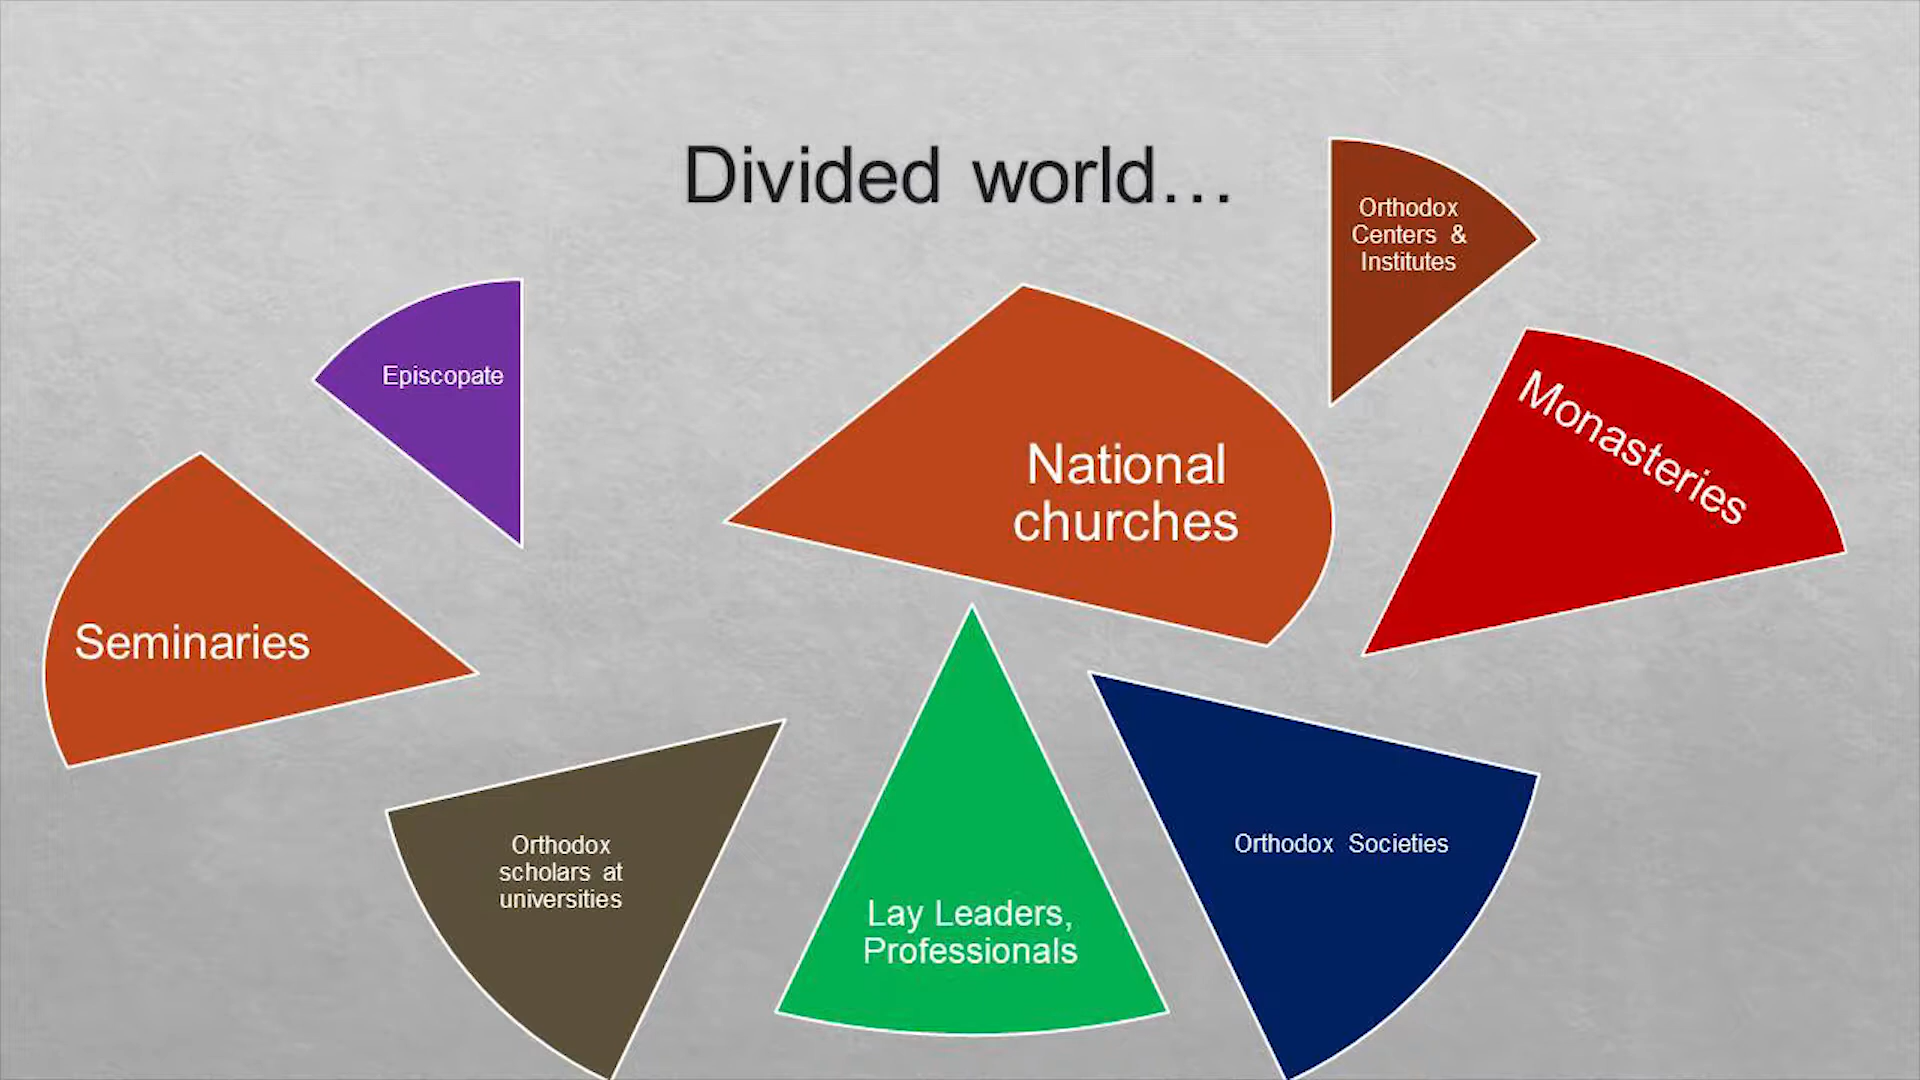 Divided world…
Orthodox
Centers & 
Institutes
Episcopate
Monasteries
National
churches
Seminaries
Orthodox
scholars at
universities
Lay Leaders,
Professionals
Orthodox Societies